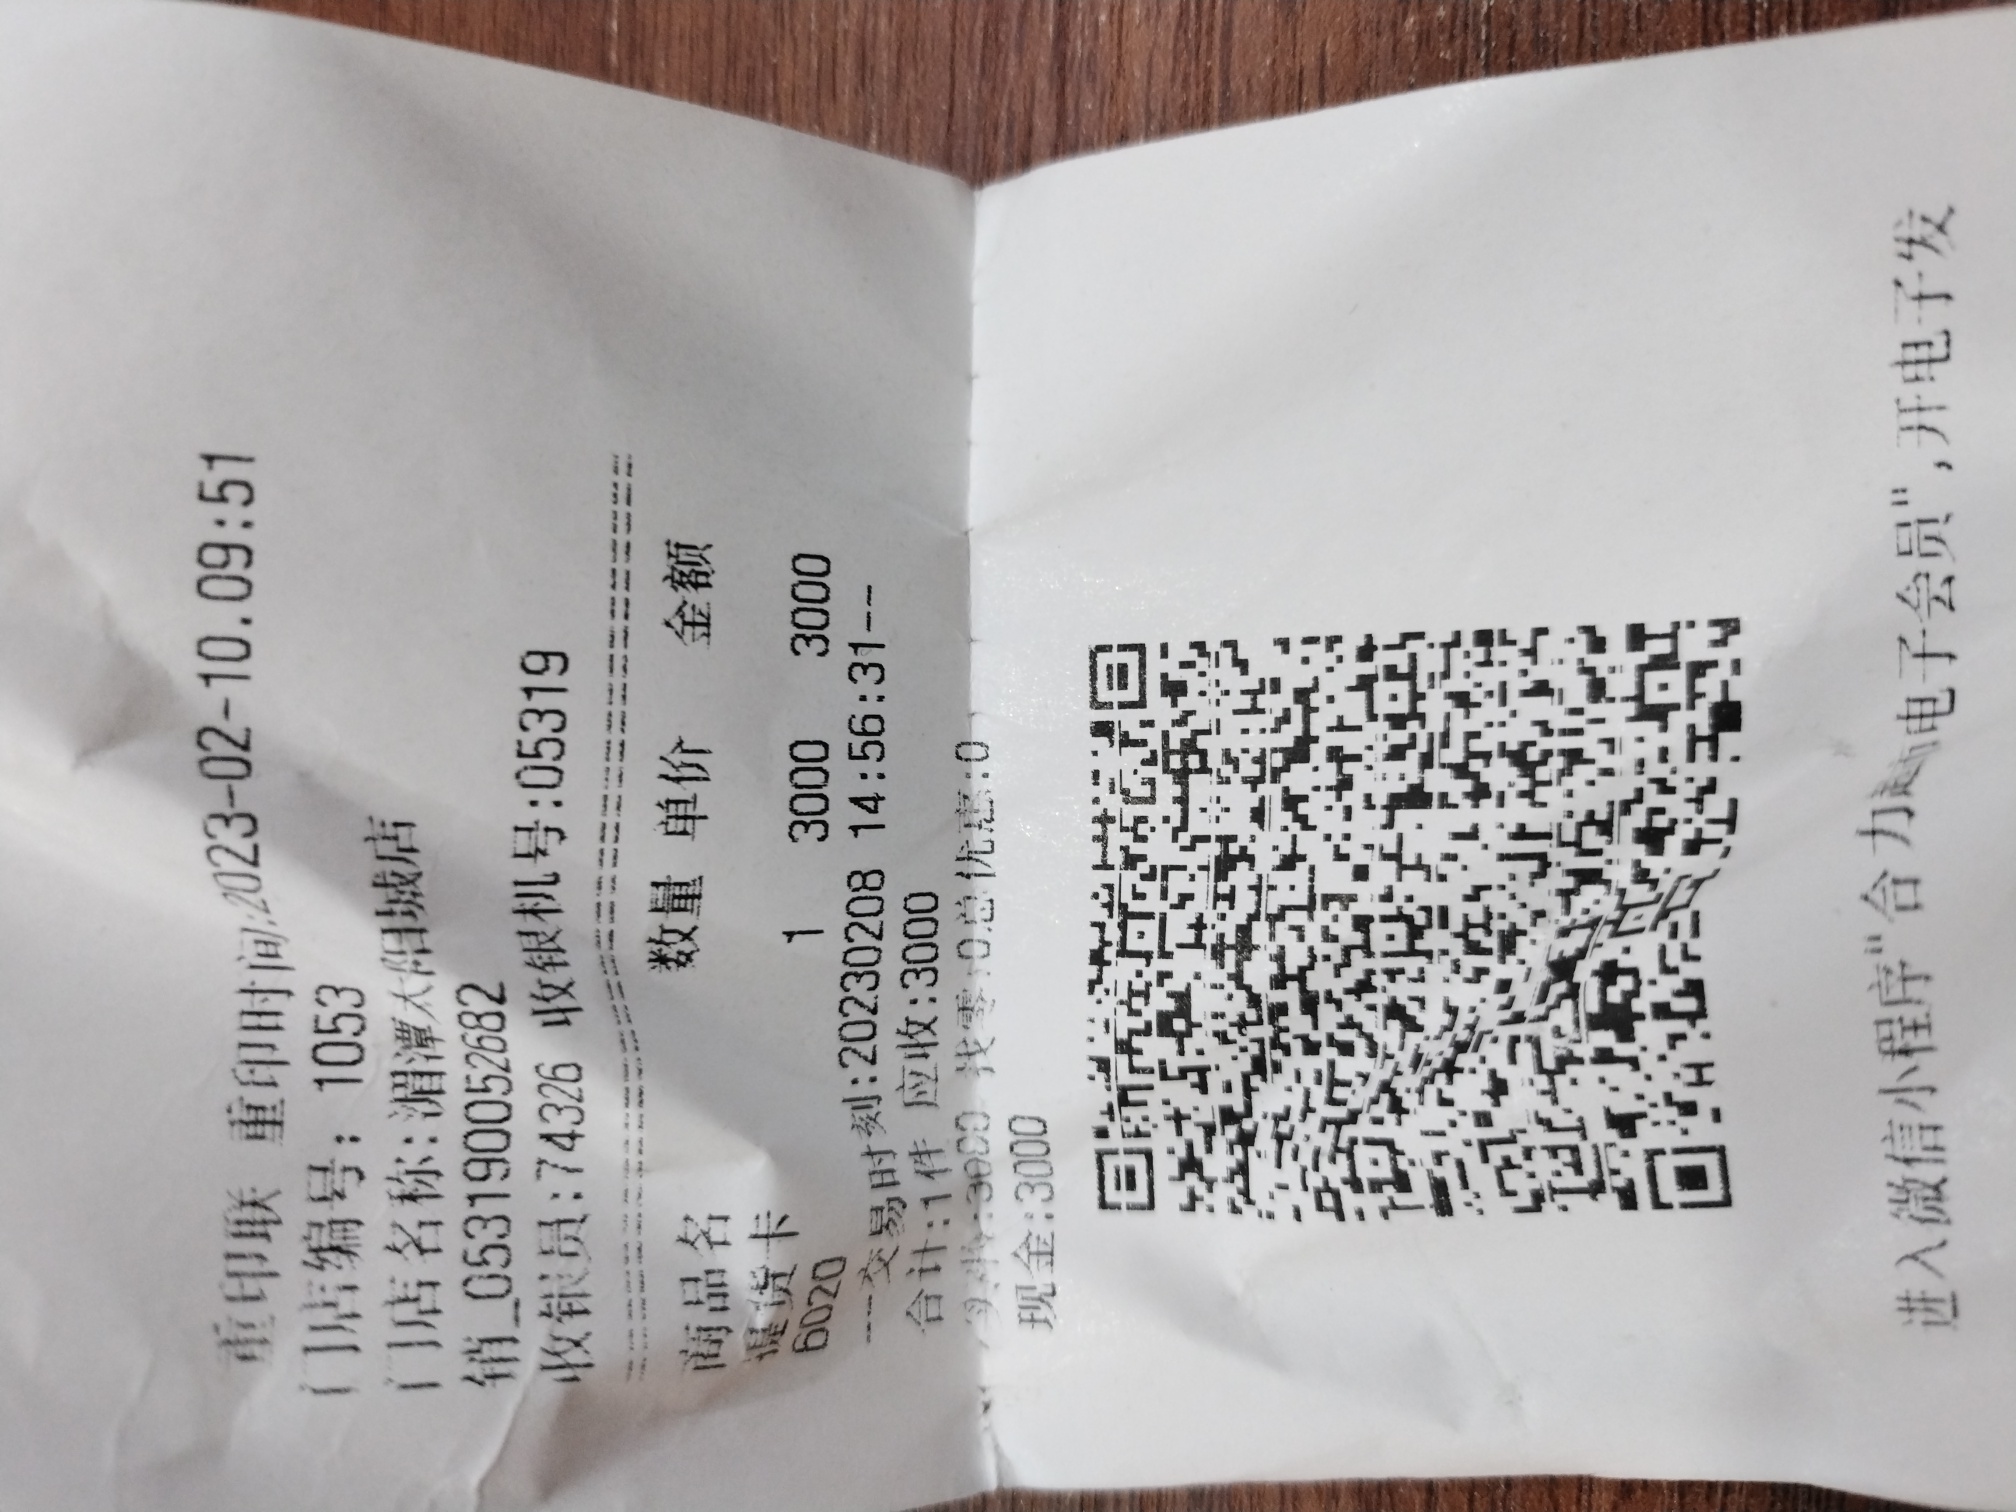 重印联 重印时间:2023-02-10.09:51
门店编号: 1053
门店名称:湄潭太阳城店
销_053190052682
收银员:74326 收银机号:05319
商品名 数量 单价 金额
提货卡
6020 1 3000 3000
---交易时刻:20230208 14:56:31--
合计:1件 应收:3000
实收:3000 找零:0总优惠:0
现金:3000
进入微信小程序"合力超市电子会员",开电子发